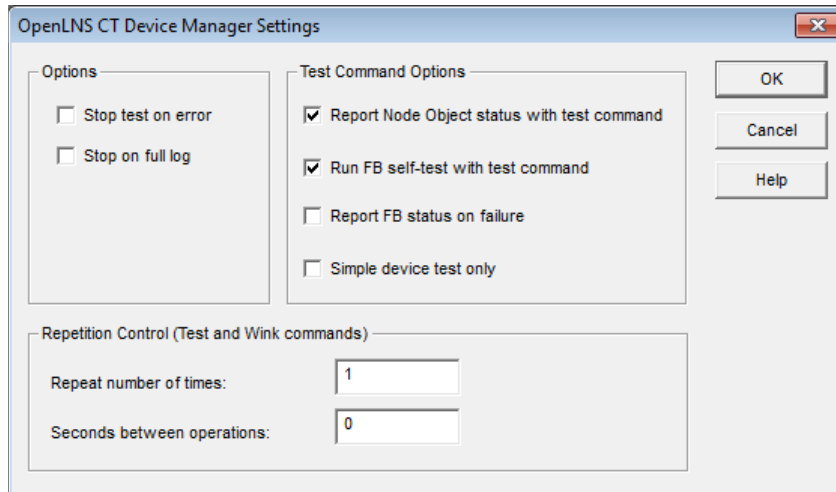 OpenLNS CT Device Manager Settings
Options
Stop test on error
Stop on full log
Test Command Options
Report Node Object status with test command
Run FB self-test with test command
Report FB status on failure
Simple device test only
OK
Cancel
Help
Repetition Control (Test and Wink commands)
Repeat number of times: 1
Seconds between operations: 0